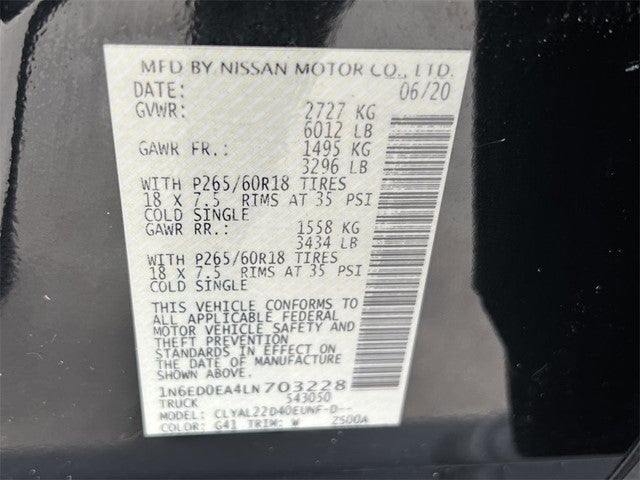 MFD BY NISSAN MOTOR CO., LTD.
DATE: 06/20
GVWR: 2727 KG
6012 LB
GAWR FR.: 1495 KG
3296 LB
WITH P265/60R18 TIRES
18 X 7.5 RIMS AT 35 PSI
COLD SINGLE
GAWR RR.: 1558 KG
3434 LB
WITH P265/60R18 TIRES
18 X 7.5 RIMS AT 35 PSI
COLD SINGLE
THIS VEHICLE CONFORMS TO
ALL APPLICABLE FEDERAL
MOTOR VEHICLE SAFETY AND
THEFT PREVENTION
STANDARDS IN EFFECT ON
THE DATE OF MANUFACTURE
SHOWN ABOVE.
1N6ED0EA4LN703228
TRUCK 543050
MODEL: CLYAL22D40EUNF-D--
COLOR: G41 TRIM: W 2500A